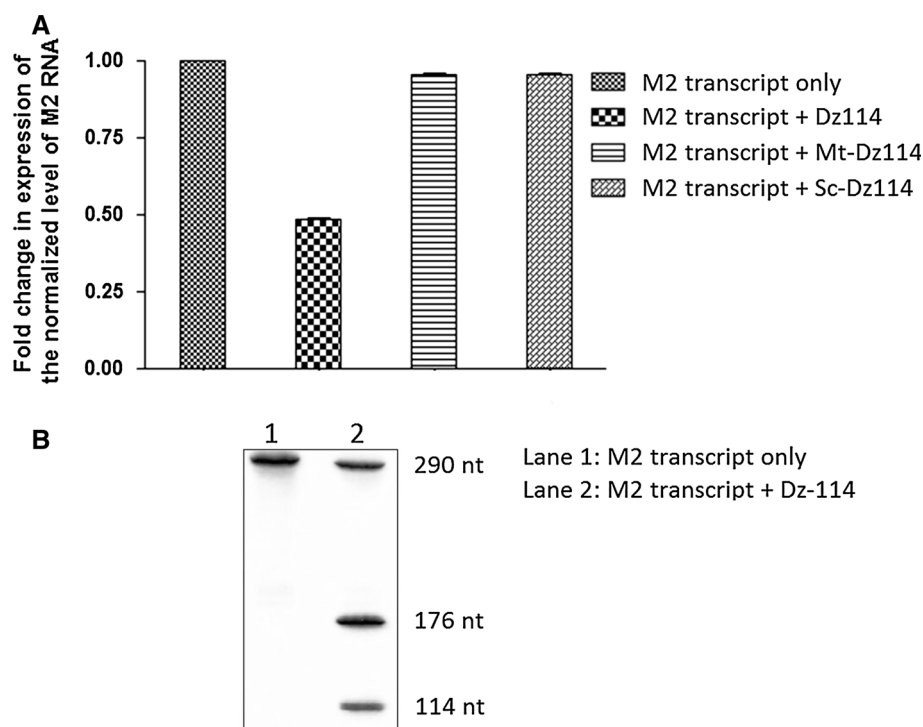 A
Fold change in expression of
the normalized level of M2 RNA
1.00
0.75
0.50
0.25
0.00
M2 transcript only
M2 transcript + Dz114
M2 transcript + Mt-Dz114
M2 transcript + Sc-Dz114
B
1 2
290 nt
176 nt
114 nt
Lane 1: M2 transcript only
Lane 2: M2 transcript + Dz-114